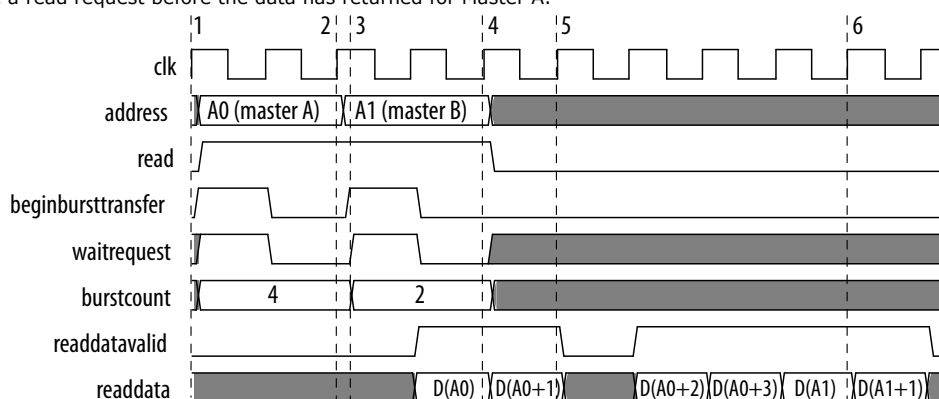 a read request before the data has returned for Master A.
1 2 3 4 5 6
clk
address A0 (master A) A1 (master B)
read
beginbursttransfer
waitrequest
burstcount 4 2
readdatavalid
readdata D(A0) D(A0+1) D(A0+2) D(A0+3) D(A1) D(A1+1)